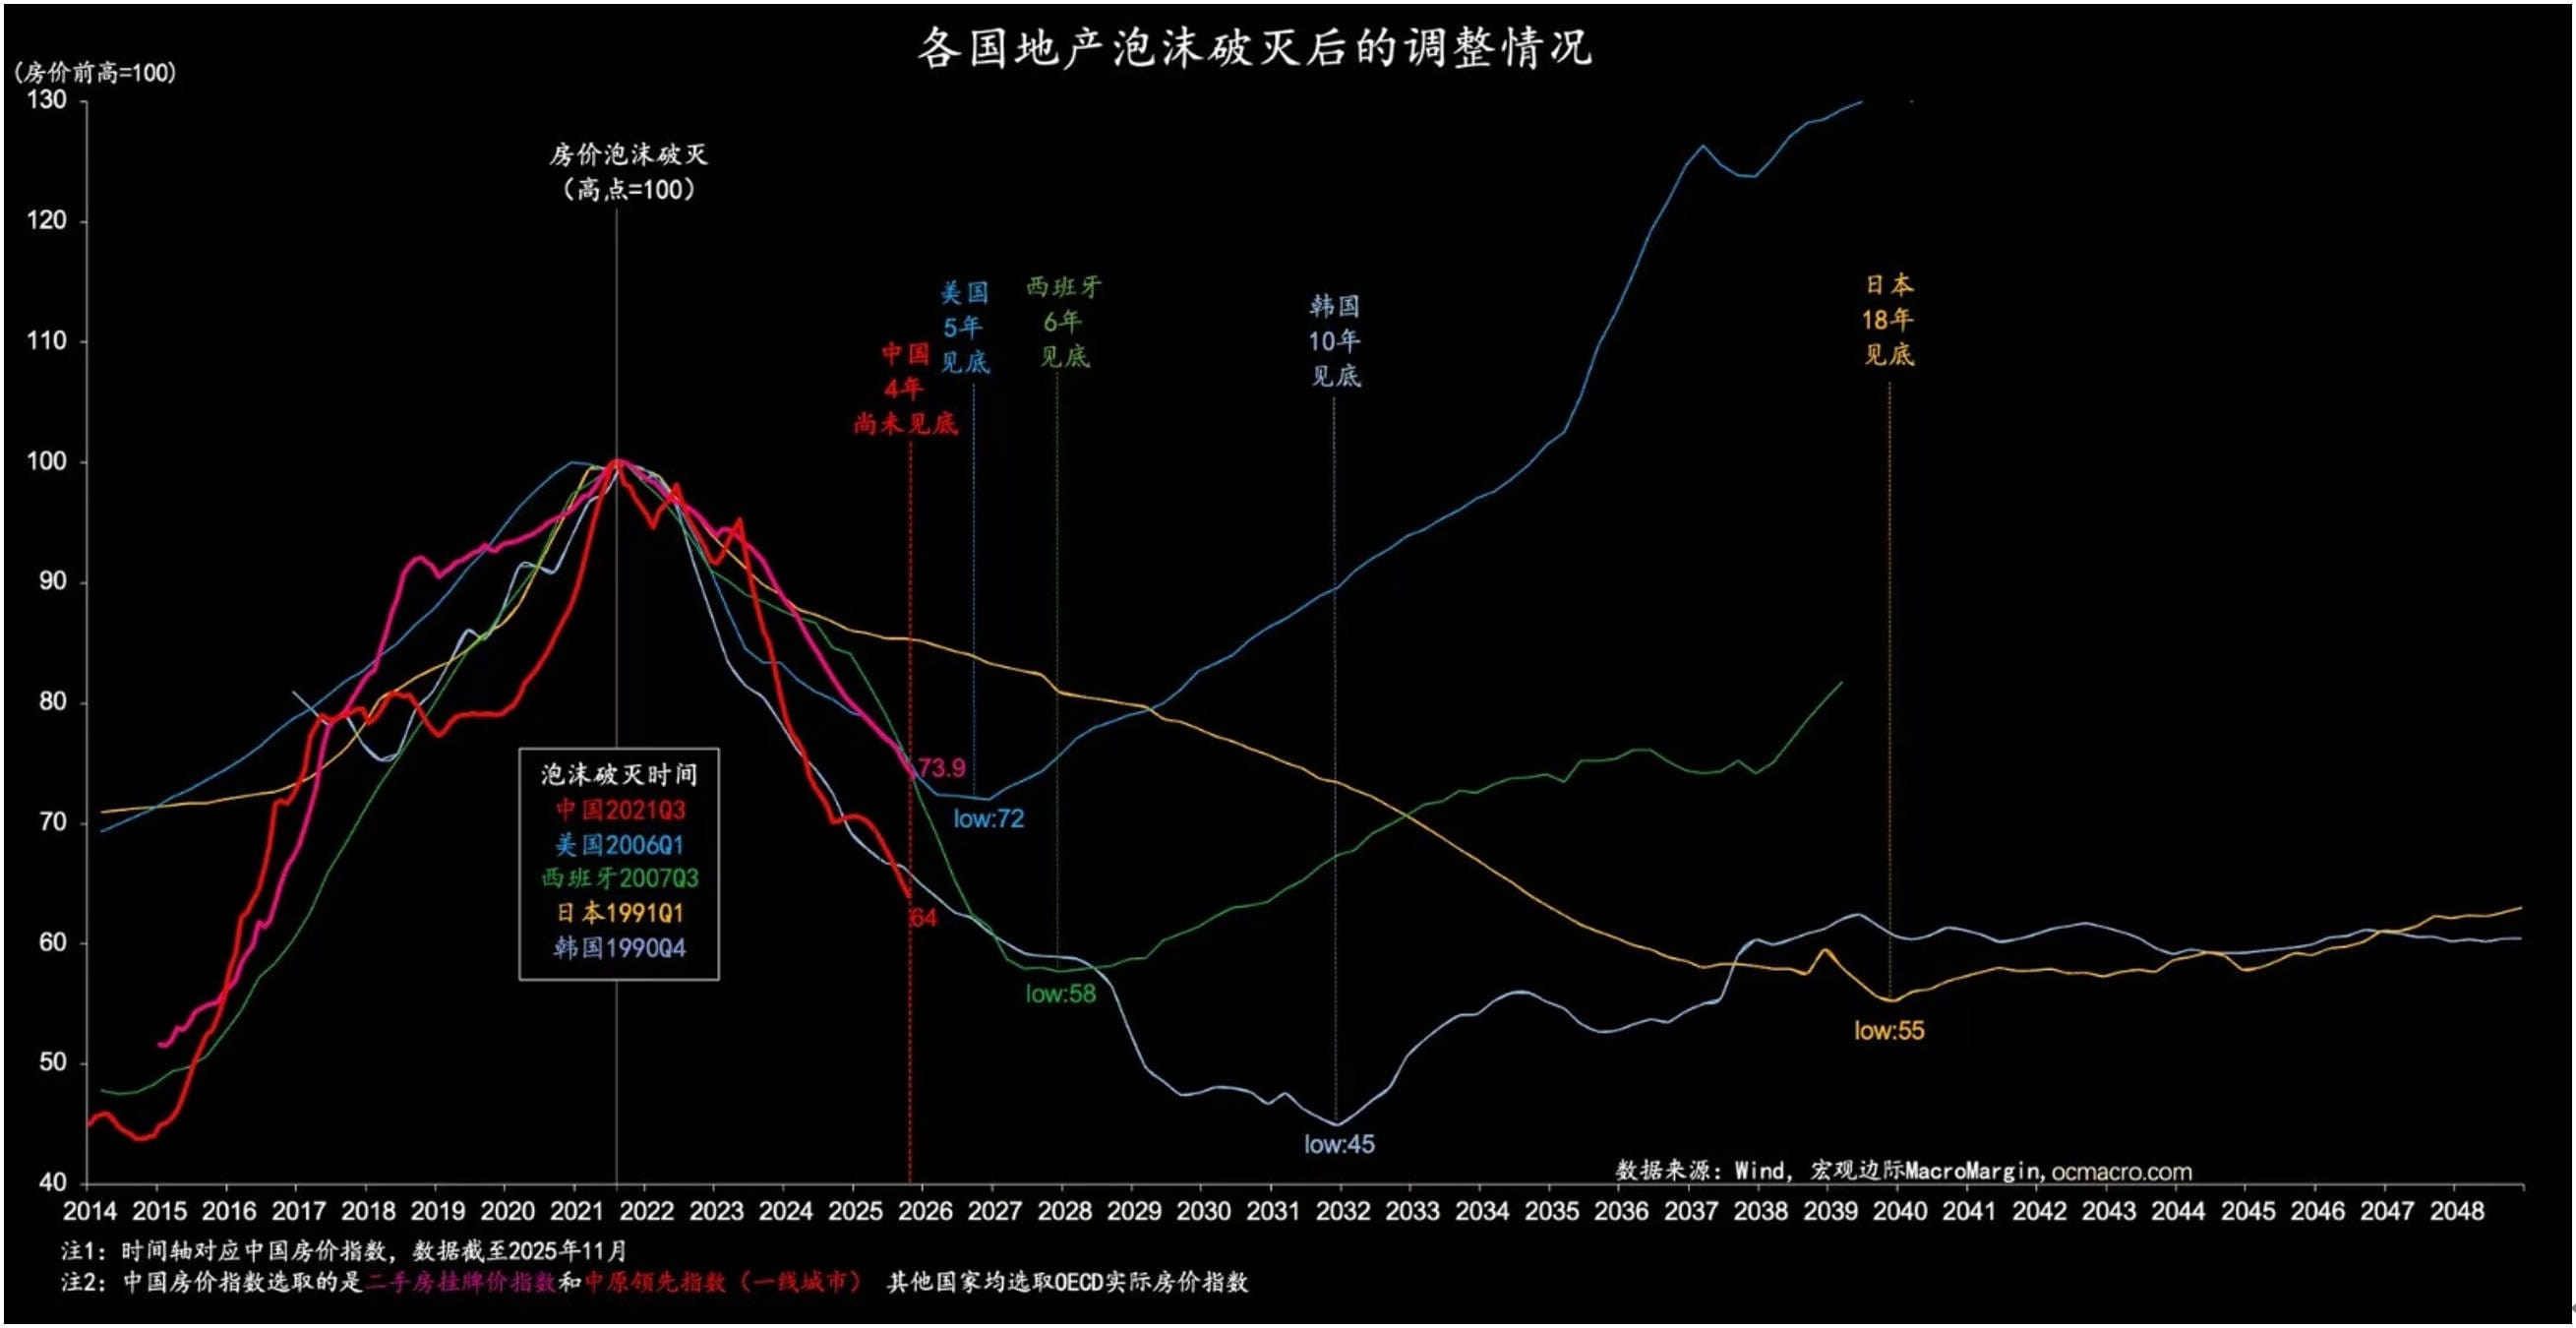 各国地产泡沫破灭后的调整情况
(房价前高=100)
130
120
110
100
90
80
70
60
50
40
房价泡沫破灭
（高点=100）
中国
4年
尚未见底
美国
5年
见底
西班牙
6年
见底
韩国
10年
见底
日本
18年
见底
73.9
64
low:72
low:58
low:45
low:55
泡沫破灭时间
中国2021Q3
美国2006Q1
西班牙2007Q3
日本1991Q1
韩国1990Q4
数据来源：Wind, 宏观边际MacroMargin, ocmacro.com
2014 2015 2016 2017 2018 2019 2020 2021 2022 2023 2024 2025 2026 2027 2028 2029 2030 2031 2032 2033 2034 2035 2036 2037 2038 2039 2040 2041 2042 2043 2044 2045 2046 2047 2048
注1：时间轴对应中国房价指数，数据截至2025年11月
注2：中国房价指数选取的是二手房挂牌价指数和中原领先指数（一线城市） 其他国家均选取OECD实际房价指数